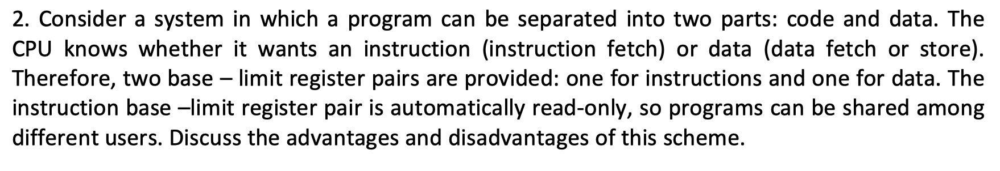 2. Consider a system in which a program can be separated into two parts: code and data. The
CPU knows whether it wants an instruction (instruction fetch) or data (data fetch or store).
Therefore, two base – limit register pairs are provided: one for instructions and one for data. The
instruction base –limit register pair is automatically read-only, so programs can be shared among
different users. Discuss the advantages and disadvantages of this scheme.